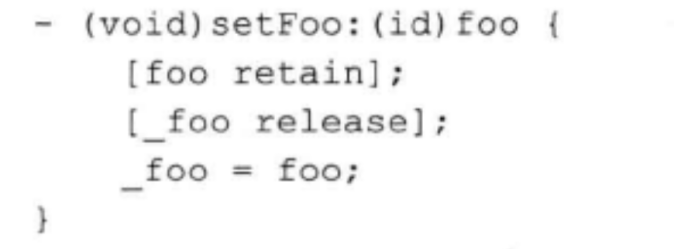 - (void)setFoo:(id)foo {
    [foo retain];
    [_foo release];
    _foo = foo;
}